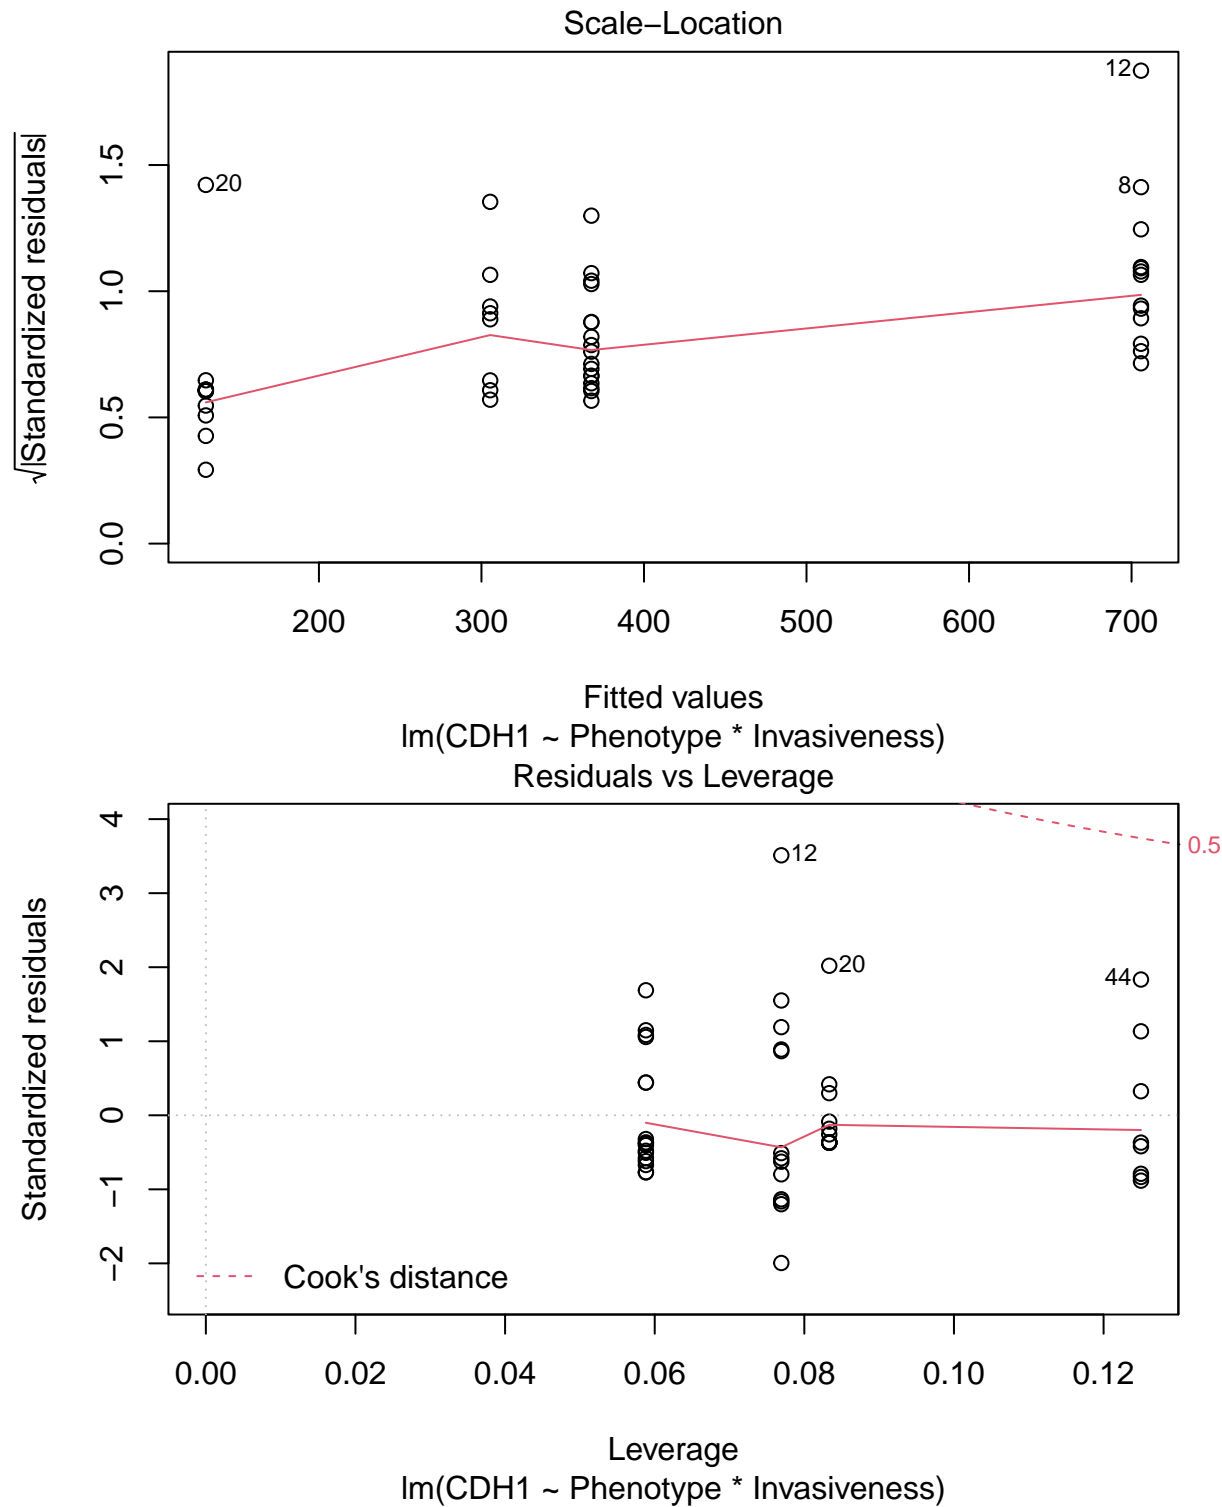 Scale−Location
√|Standardized residuals|
0.0 0.5 1.0 1.5
20
12
8
200 300 400 500 600 700
Fitted values
lm(CDH1 ~ Phenotype * Invasiveness)
Residuals vs Leverage
Standardized residuals
−2 −1 0 1 2 3 4
12
20
44
0.5
Cook's distance
0.00 0.02 0.04 0.06 0.08 0.10 0.12
Leverage
lm(CDH1 ~ Phenotype * Invasiveness)